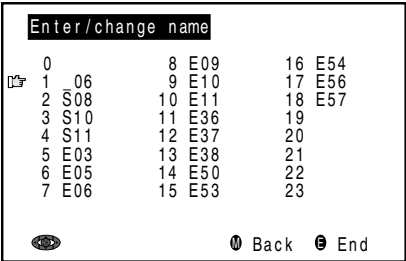 Enter/change name
0 8 E09 16 E54
1 _06 9 E10 17 E56
2 S08 10 E11 18 E57
3 S10 11 E36 19
4 S11 12 E37 20
5 E03 13 E38 21
6 E05 14 E50 22
7 E06 15 E53 23
M Back E End